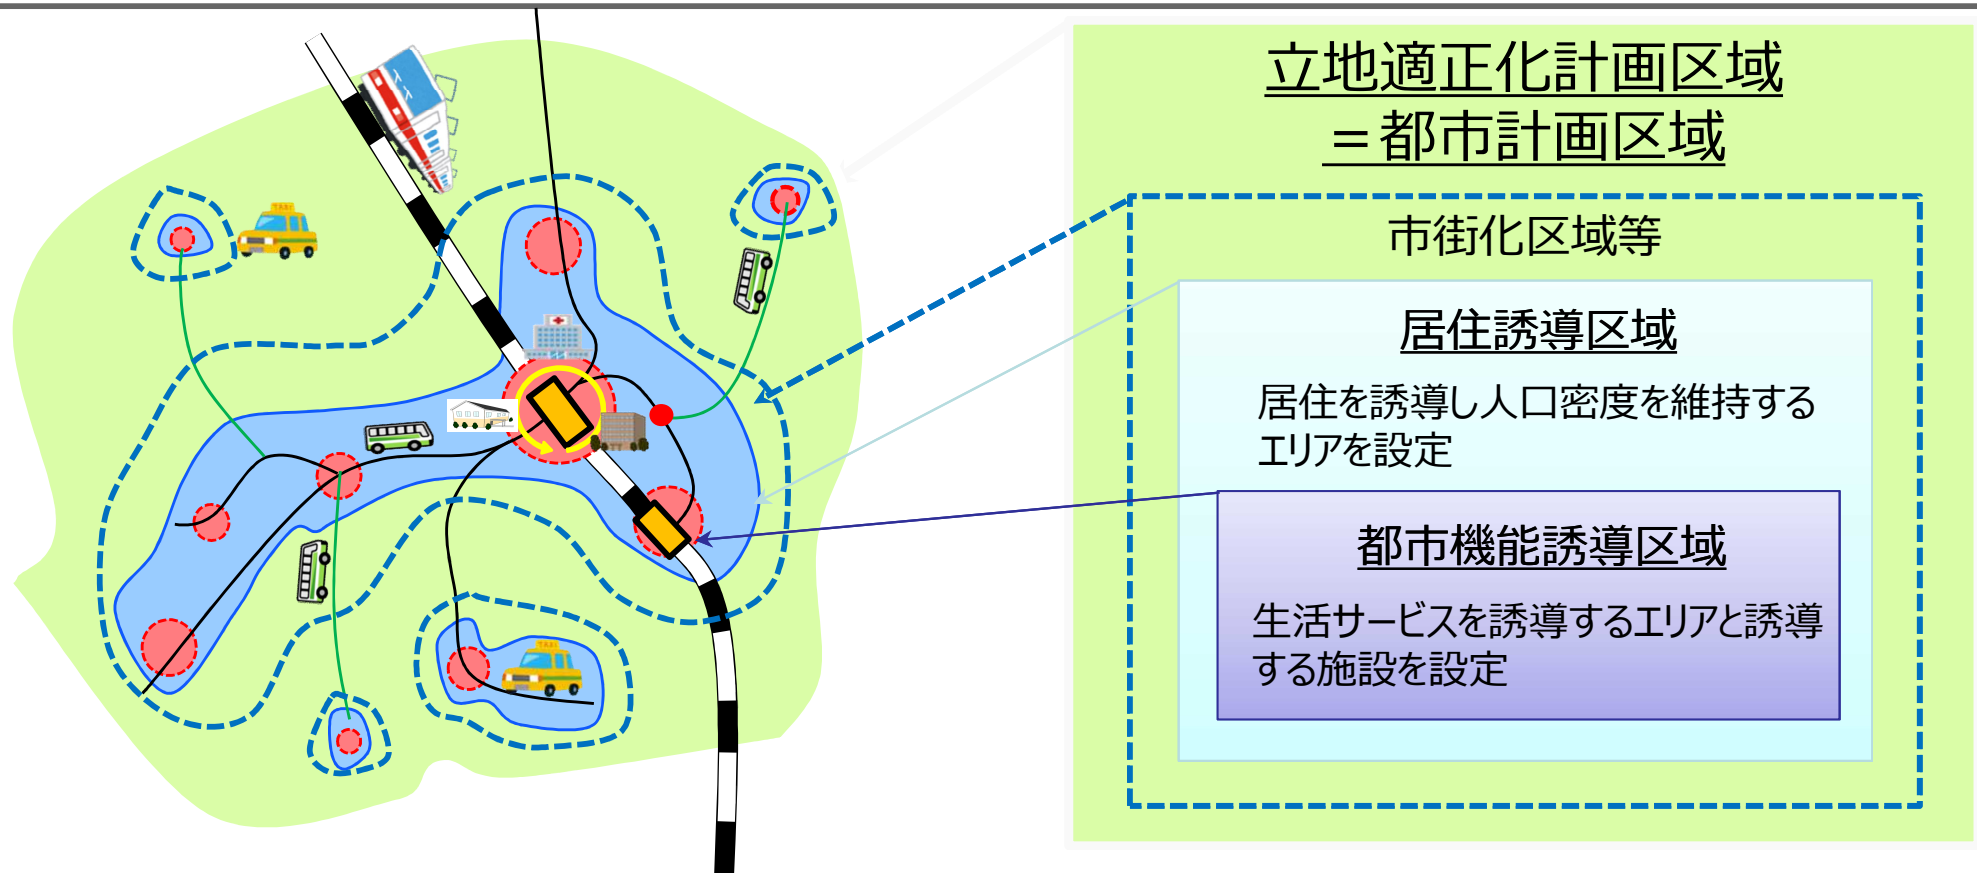 立地適正化計画区域
＝都市計画区域
市街化区域等
居住誘導区域
居住を誘導し人口密度を維持する
エリアを設定
都市機能誘導区域
生活サービスを誘導するエリアと誘導
する施設を設定
TAXI
TAXI